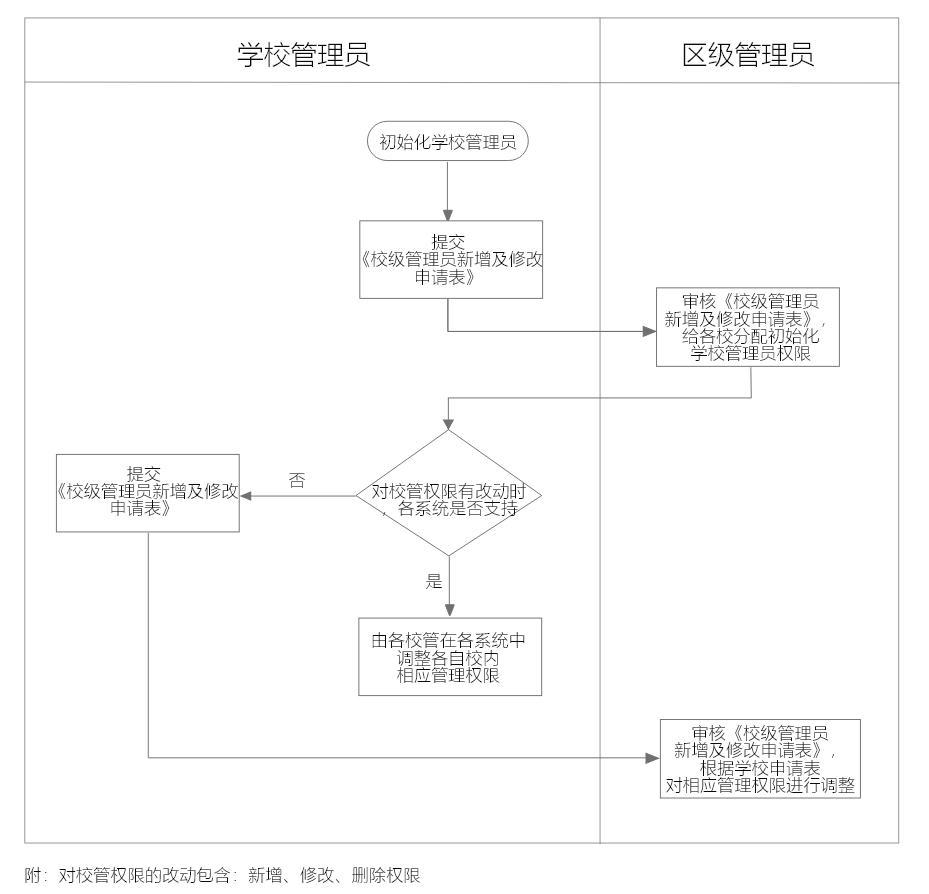 学校管理员
区级管理员
初始化学校管理员
提交
《校级管理员新增及修改
申请表》
审核《校级管理员
新增及修改申请表》，
给各校分配初始化
学校管理员权限
对校管权限有改动时
，各系统是否支持
否
提交
《校级管理员新增及修改
申请表》
是
由各校管在各系统中
调整各自校内
相应管理权限
审核《校级管理员
新增及修改申请表》，
根据学校申请表
对相应管理权限进行调整
附：对校管权限的改动包含：新增、修改、删除权限